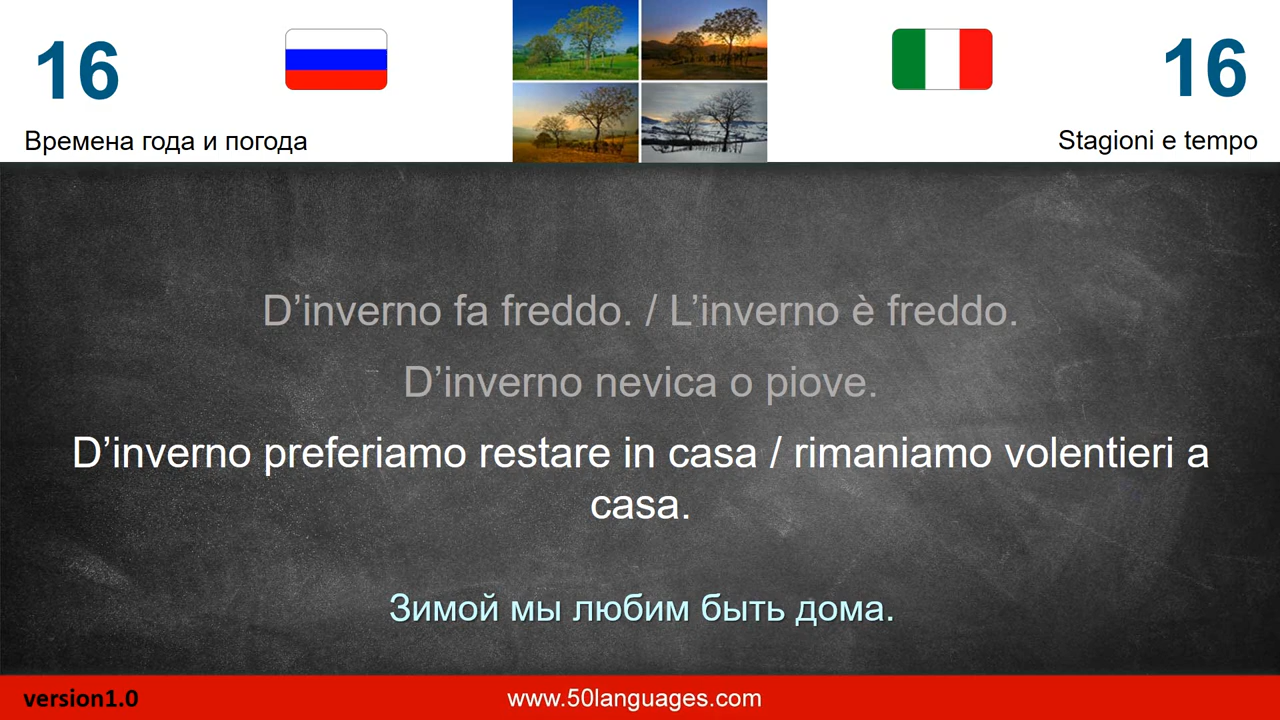 16
16
Времена года и погода
Stagioni e tempo
D’inverno fa freddo. / L’inverno è freddo.
D’inverno nevica o piove.
D’inverno preferiamo restare in casa / rimaniamo volentieri a
casa.
Зимой мы любим быть дома.
version1.0
www.50languages.com